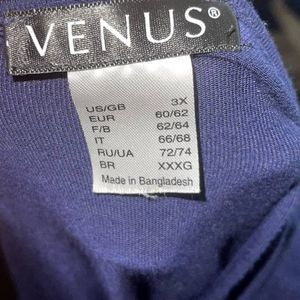 VENUS®
US/GB 3X
EUR 60/62
F/B 62/64
IT 66/68
RU/UA 72/74
BR XXXG
Made in Bangladesh